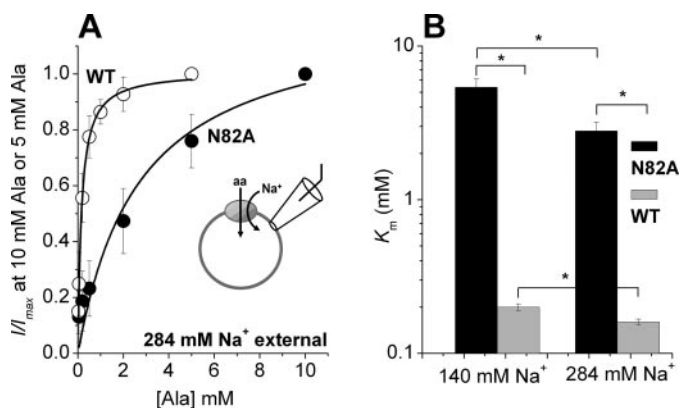 A
I/Imax at 10 mM Ala or 5 mM Ala
1.0
0.8
0.6
0.4
0.2
0.0
WT
N82A
aa
Na⁺
284 mM Na⁺ external
0 2 4 6 8 10
[Ala] mM
B
Km (mM)
10
1
0.1
*
*
*
*
N82A
WT
140 mM Na⁺ 284 mM Na⁺